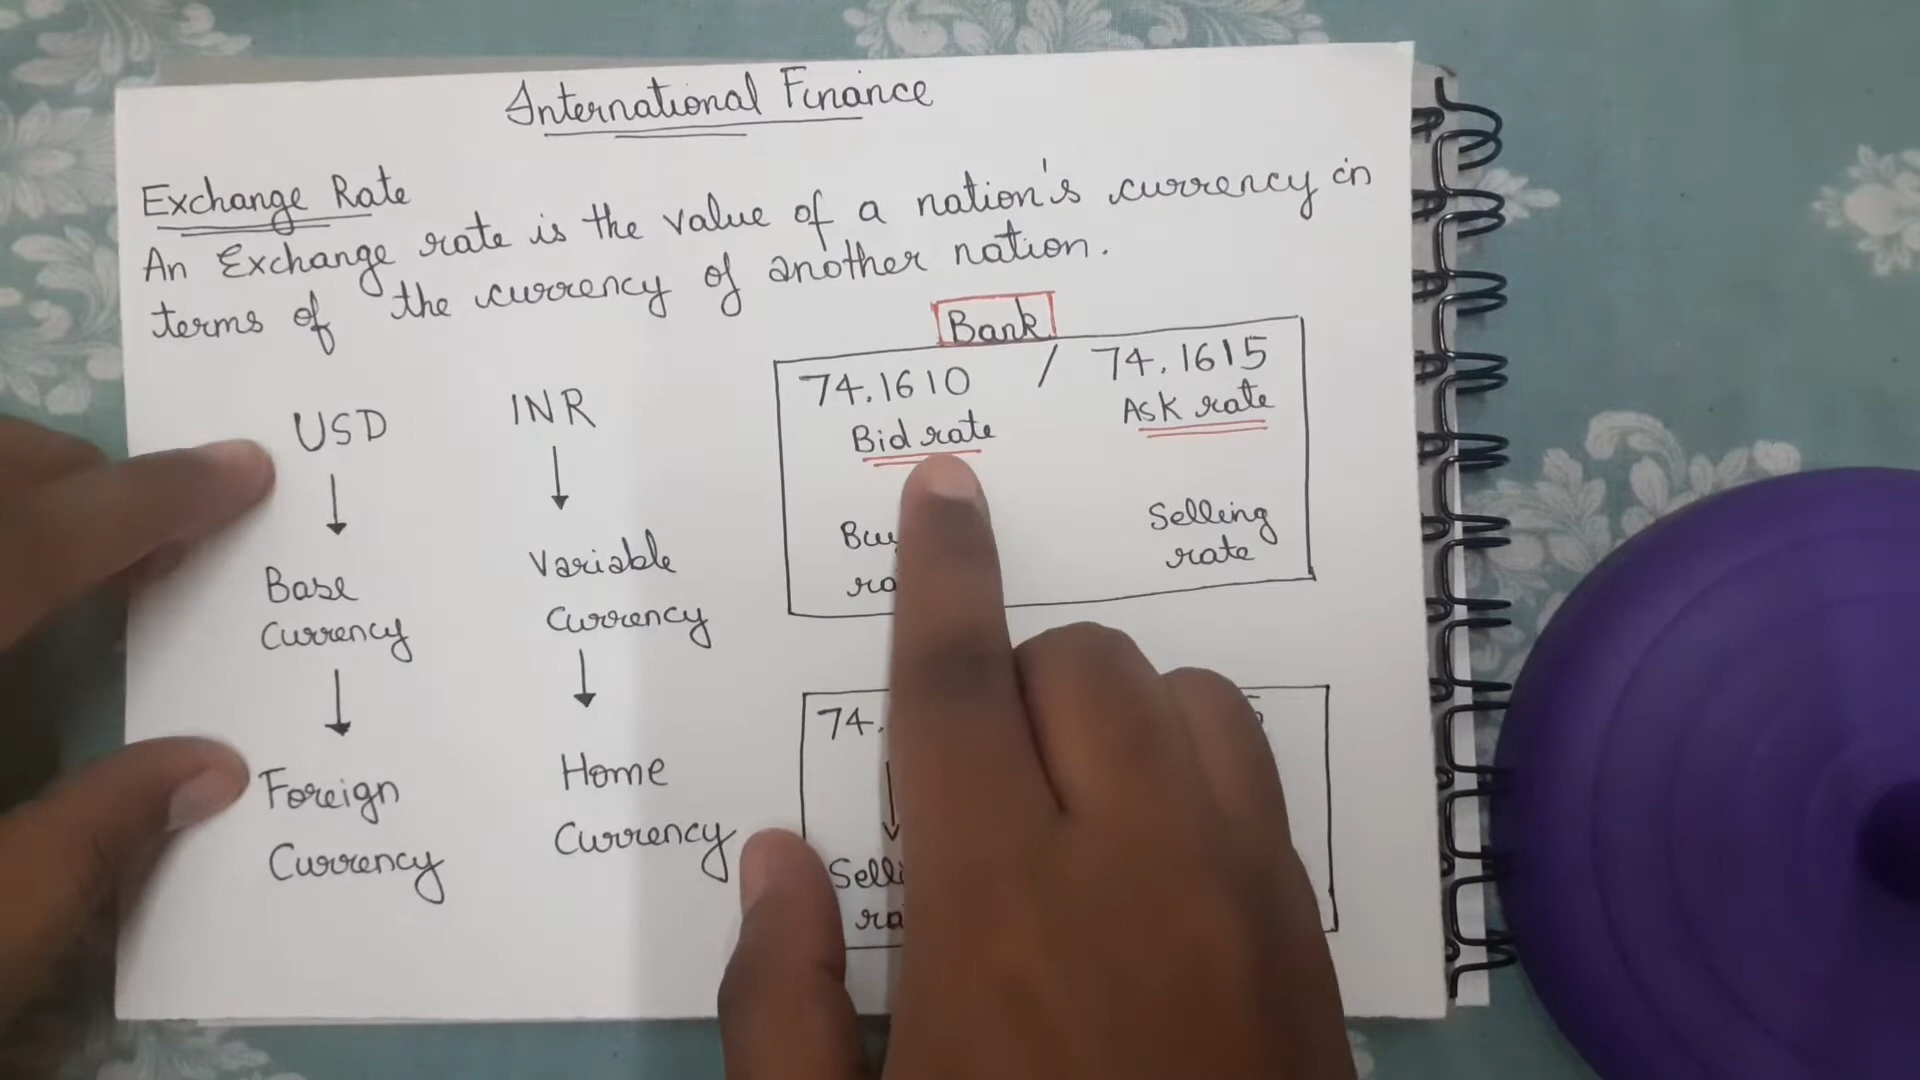 International Finance
Exchange Rate
An Exchange rate is the value of a nation's currency in
terms of the currency of another nation.
Bank
USD
INR
74.1610 / 74.1615
Bid rate
Ask rate
Selling
rate
Base
Currency
Variable
Currency
Foreign
Currency
Home
Currency
74.